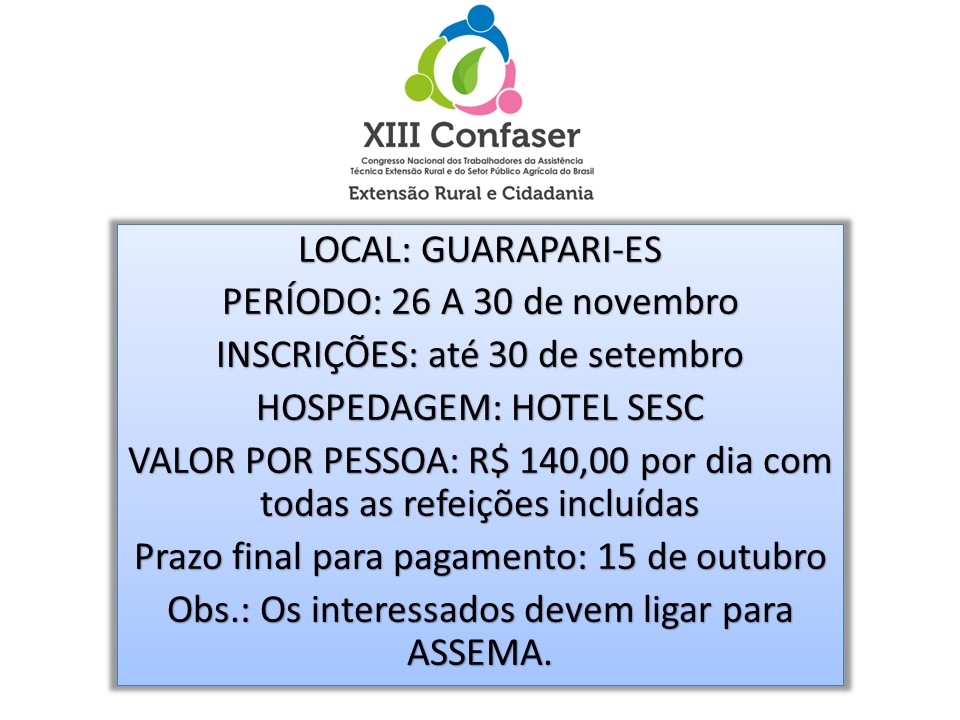 XIII Confaser
Congresso Nacional dos Trabalhadores da Assistência
Técnica Extensão Rural e do Setor Público Agrícola do Brasil
Extensão Rural e Cidadania
LOCAL: GUARAPARI-ES
PERÍODO: 26 A 30 de novembro
INSCRIÇÕES: até 30 de setembro
HOSPEDAGEM: HOTEL SESC
VALOR POR PESSOA: R$ 140,00 por dia com
todas as refeições incluídas
Prazo final para pagamento: 15 de outubro
Obs.: Os interessados devem ligar para
ASSEMA.